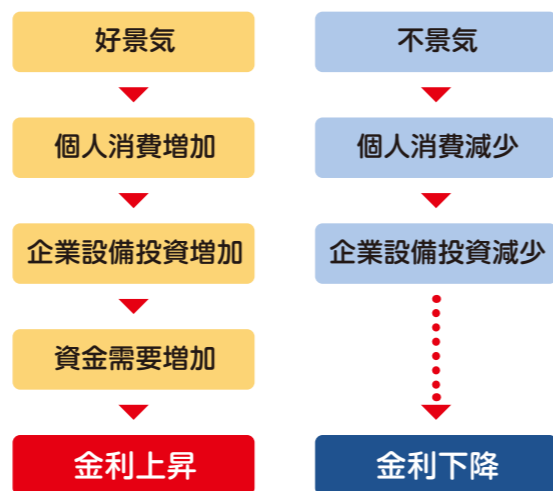 好景気
個人消費増加
企業設備投資増加
資金需要増加
金利上昇
不景気
個人消費減少
企業設備投資減少
金利下降